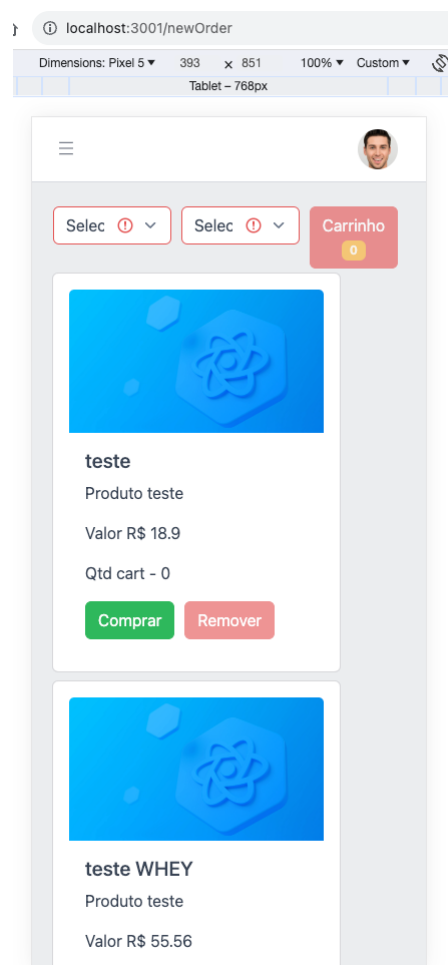 localhost:3001/newOrder
Dimensions: Pixel 5 ▼ 393 x 851 100% ▼ Custom ▼
Tablet – 768px
Selec Selec Carrinho
0
teste
Produto teste
Valor R$ 18.9
Qtd cart - 0
Comprar Remover
teste WHEY
Produto teste
Valor R$ 55.56